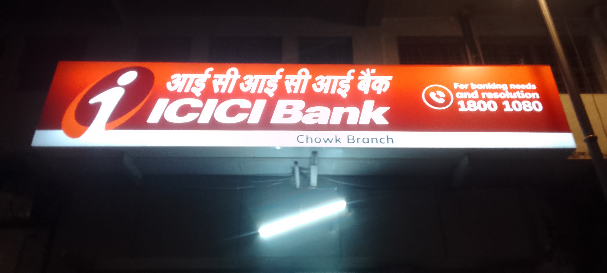 आई सी आई सी आई बैंक
ICICI Bank
For banking needs
and resolution
1800 1080
Chowk Branch